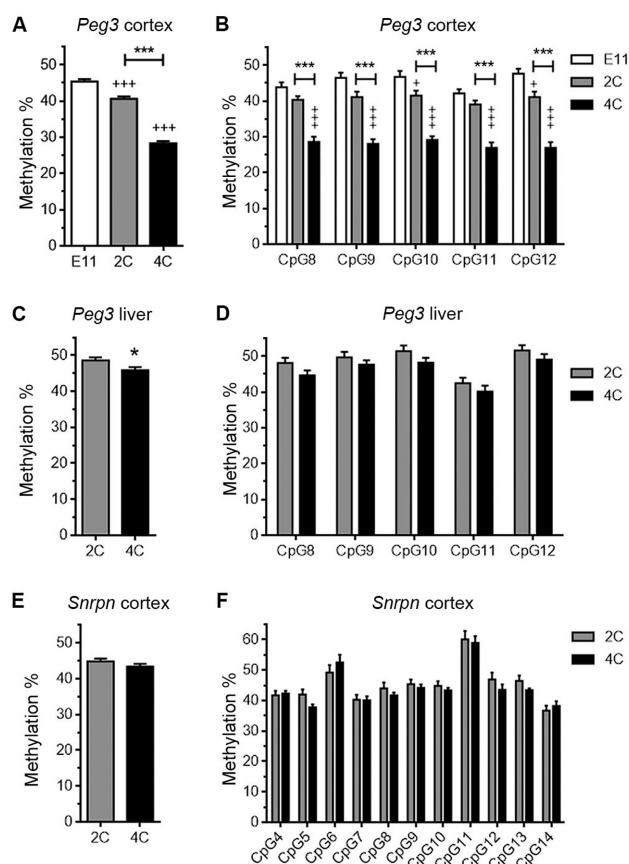 A
Peg3 cortex
***
+++
+++
Methylation %
50
40
30
20
10
0
E11 2C 4C
B
Peg3 cortex
*** *** *** *** ***
+ +
+++ +++ +++ +++ +++
Methylation %
60
50
40
30
20
10
0
CpG8 CpG9 CpG10 CpG11 CpG12
E11
2C
4C
C
Peg3 liver
*
Methylation %
50
40
30
20
10
0
2C 4C
D
Peg3 liver
Methylation %
50
40
30
20
10
0
CpG8 CpG9 CpG10 CpG11 CpG12
2C
4C
E
Snrpn cortex
Methylation %
50
40
30
20
10
0
2C 4C
F
Snrpn cortex
Methylation %
60
50
40
30
20
10
0
CpG4 CpG5 CpG6 CpG7 CpG8 CpG9 CpG10 CpG11 CpG12 CpG13 CpG14
2C
4C